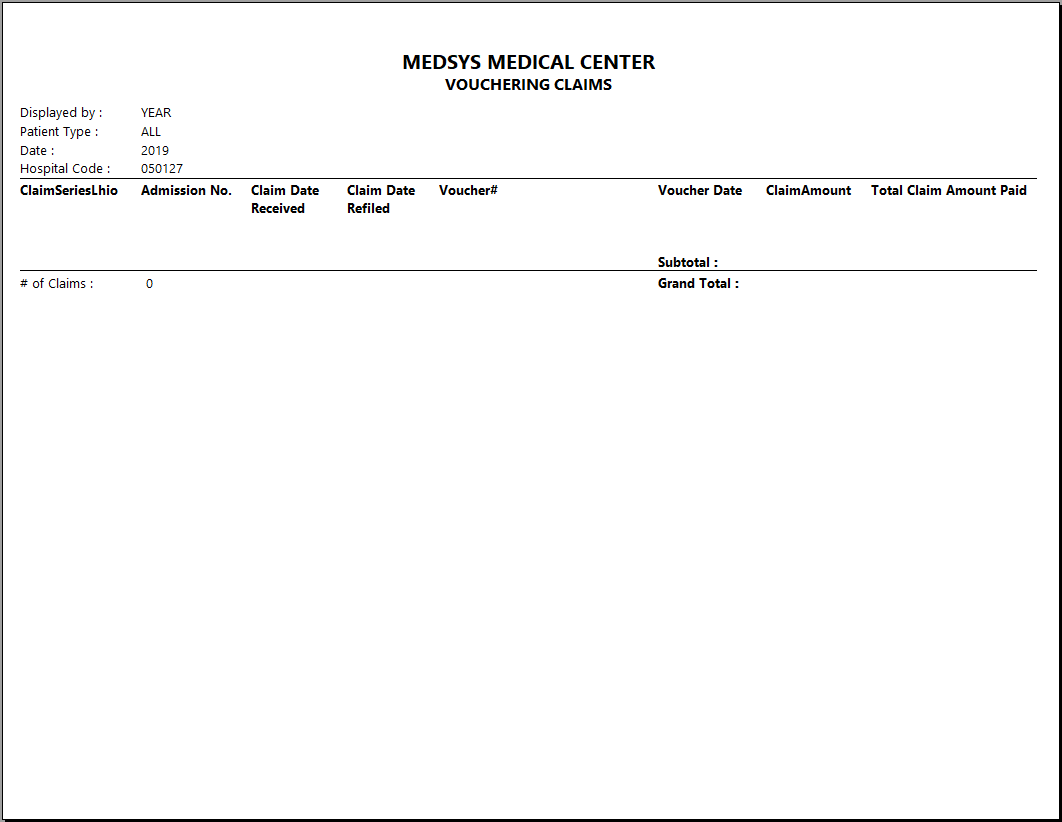 MEDSYS MEDICAL CENTER
VOUCHERING CLAIMS
Displayed by : YEAR
Patient Type : ALL
Date : 2019
Hospital Code : 050127
ClaimSeriesLhio Admission No. Claim Date Claim Date Voucher# Voucher Date ClaimAmount Total Claim Amount Paid
Received Refiled
Subtotal :
# of Claims : 0 Grand Total :